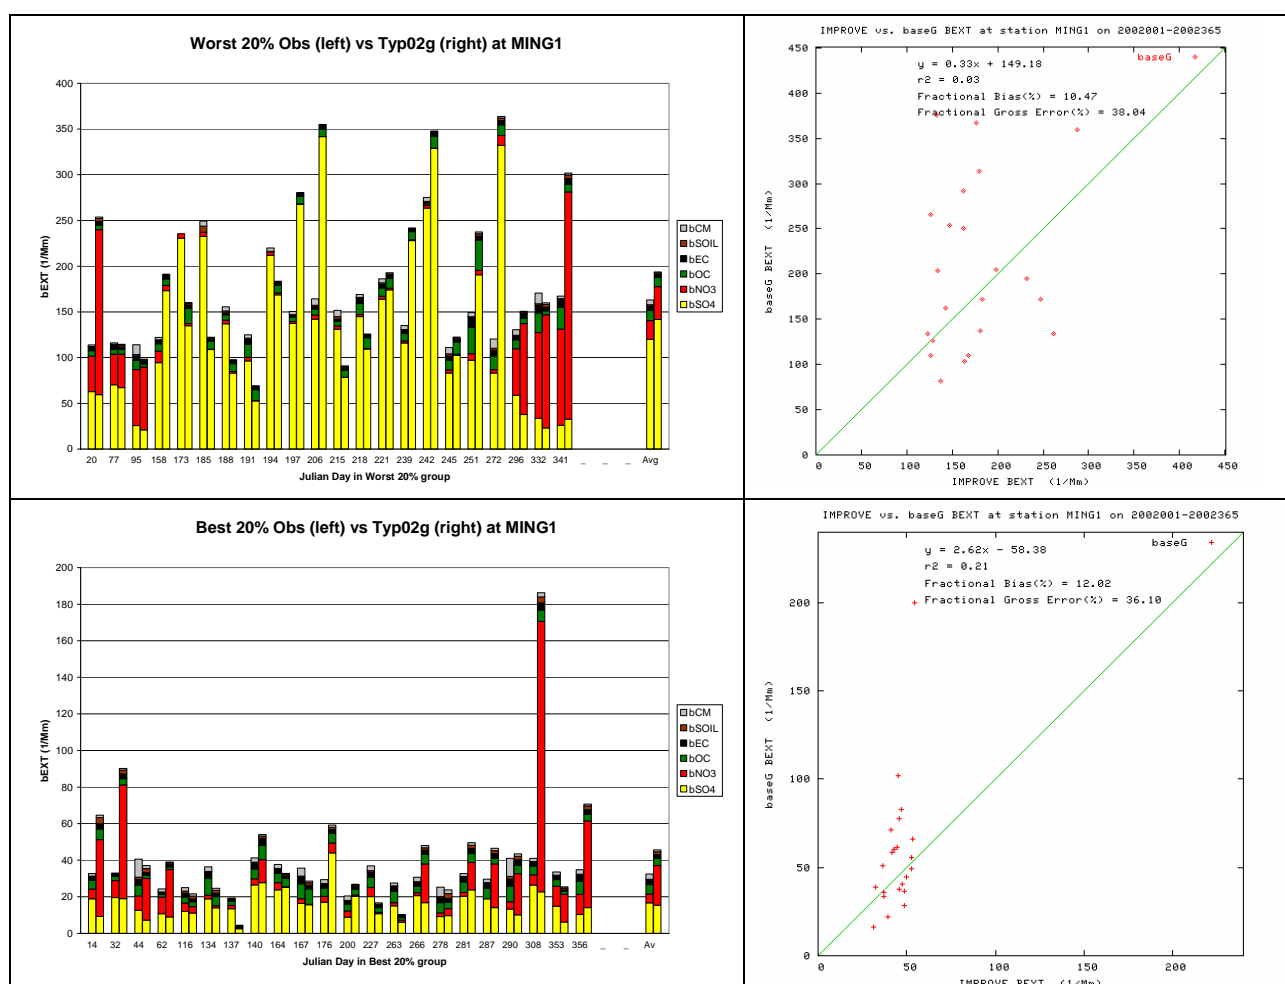 Worst 20% Obs (left) vs Typ02g (right) at MING1
400
350
300
250
200
150
100
50
0
bEXT (1/Mm)
20 77 95 158 173 185 188 191 194 197 206 215 218 221 239 242 245 251 272 296 332 341 _ _ _ Avg
Julian Day in Worst 20% group
bCM
bSOIL
bEC
bOC
bNO3
bSO4
IMPROVE vs. baseG BEXT at station MING1 on 2002001-2002365
baseG
y = 0.33x + 149.18
r2 = 0.03
Fractional Bias(%) = 10.47
Fractional Gross Error(%) = 38.04
450
400
350
300
250
200
150
100
50
0
baseG BEXT (1/Mm)
0 50 100 150 200 250 300 350 400 450
IMPROVE BEXT (1/Mm)
Best 20% Obs (left) vs Typ02g (right) at MING1
200
180
160
140
120
100
80
60
40
20
0
bEXT (1/Mm)
14 32 44 62 116 134 137 140 164 167 176 200 227 263 266 278 281 287 290 308 353 356 _ _ Av
Julian Day in Best 20% group
bCM
bSOIL
bEC
bOC
bNO3
bSO4
IMPROVE vs. baseG BEXT at station MING1 on 2002001-2002365
baseG
y = 2.62x - 58.38
r2 = 0.21
Fractional Bias(%) = 12.02
Fractional Gross Error(%) = 36.10
200
150
100
50
0
baseG BEXT (1/Mm)
0 50 100 150 200
IMPROVE BEXT (1/Mm)